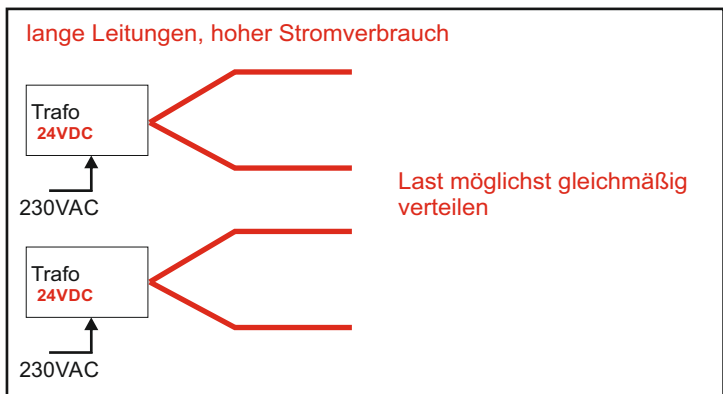 lange Leitungen, hoher Stromverbrauch
Trafo
24VDC
230VAC
Last möglichst gleichmäßig
verteilen
Trafo
24VDC
230VAC